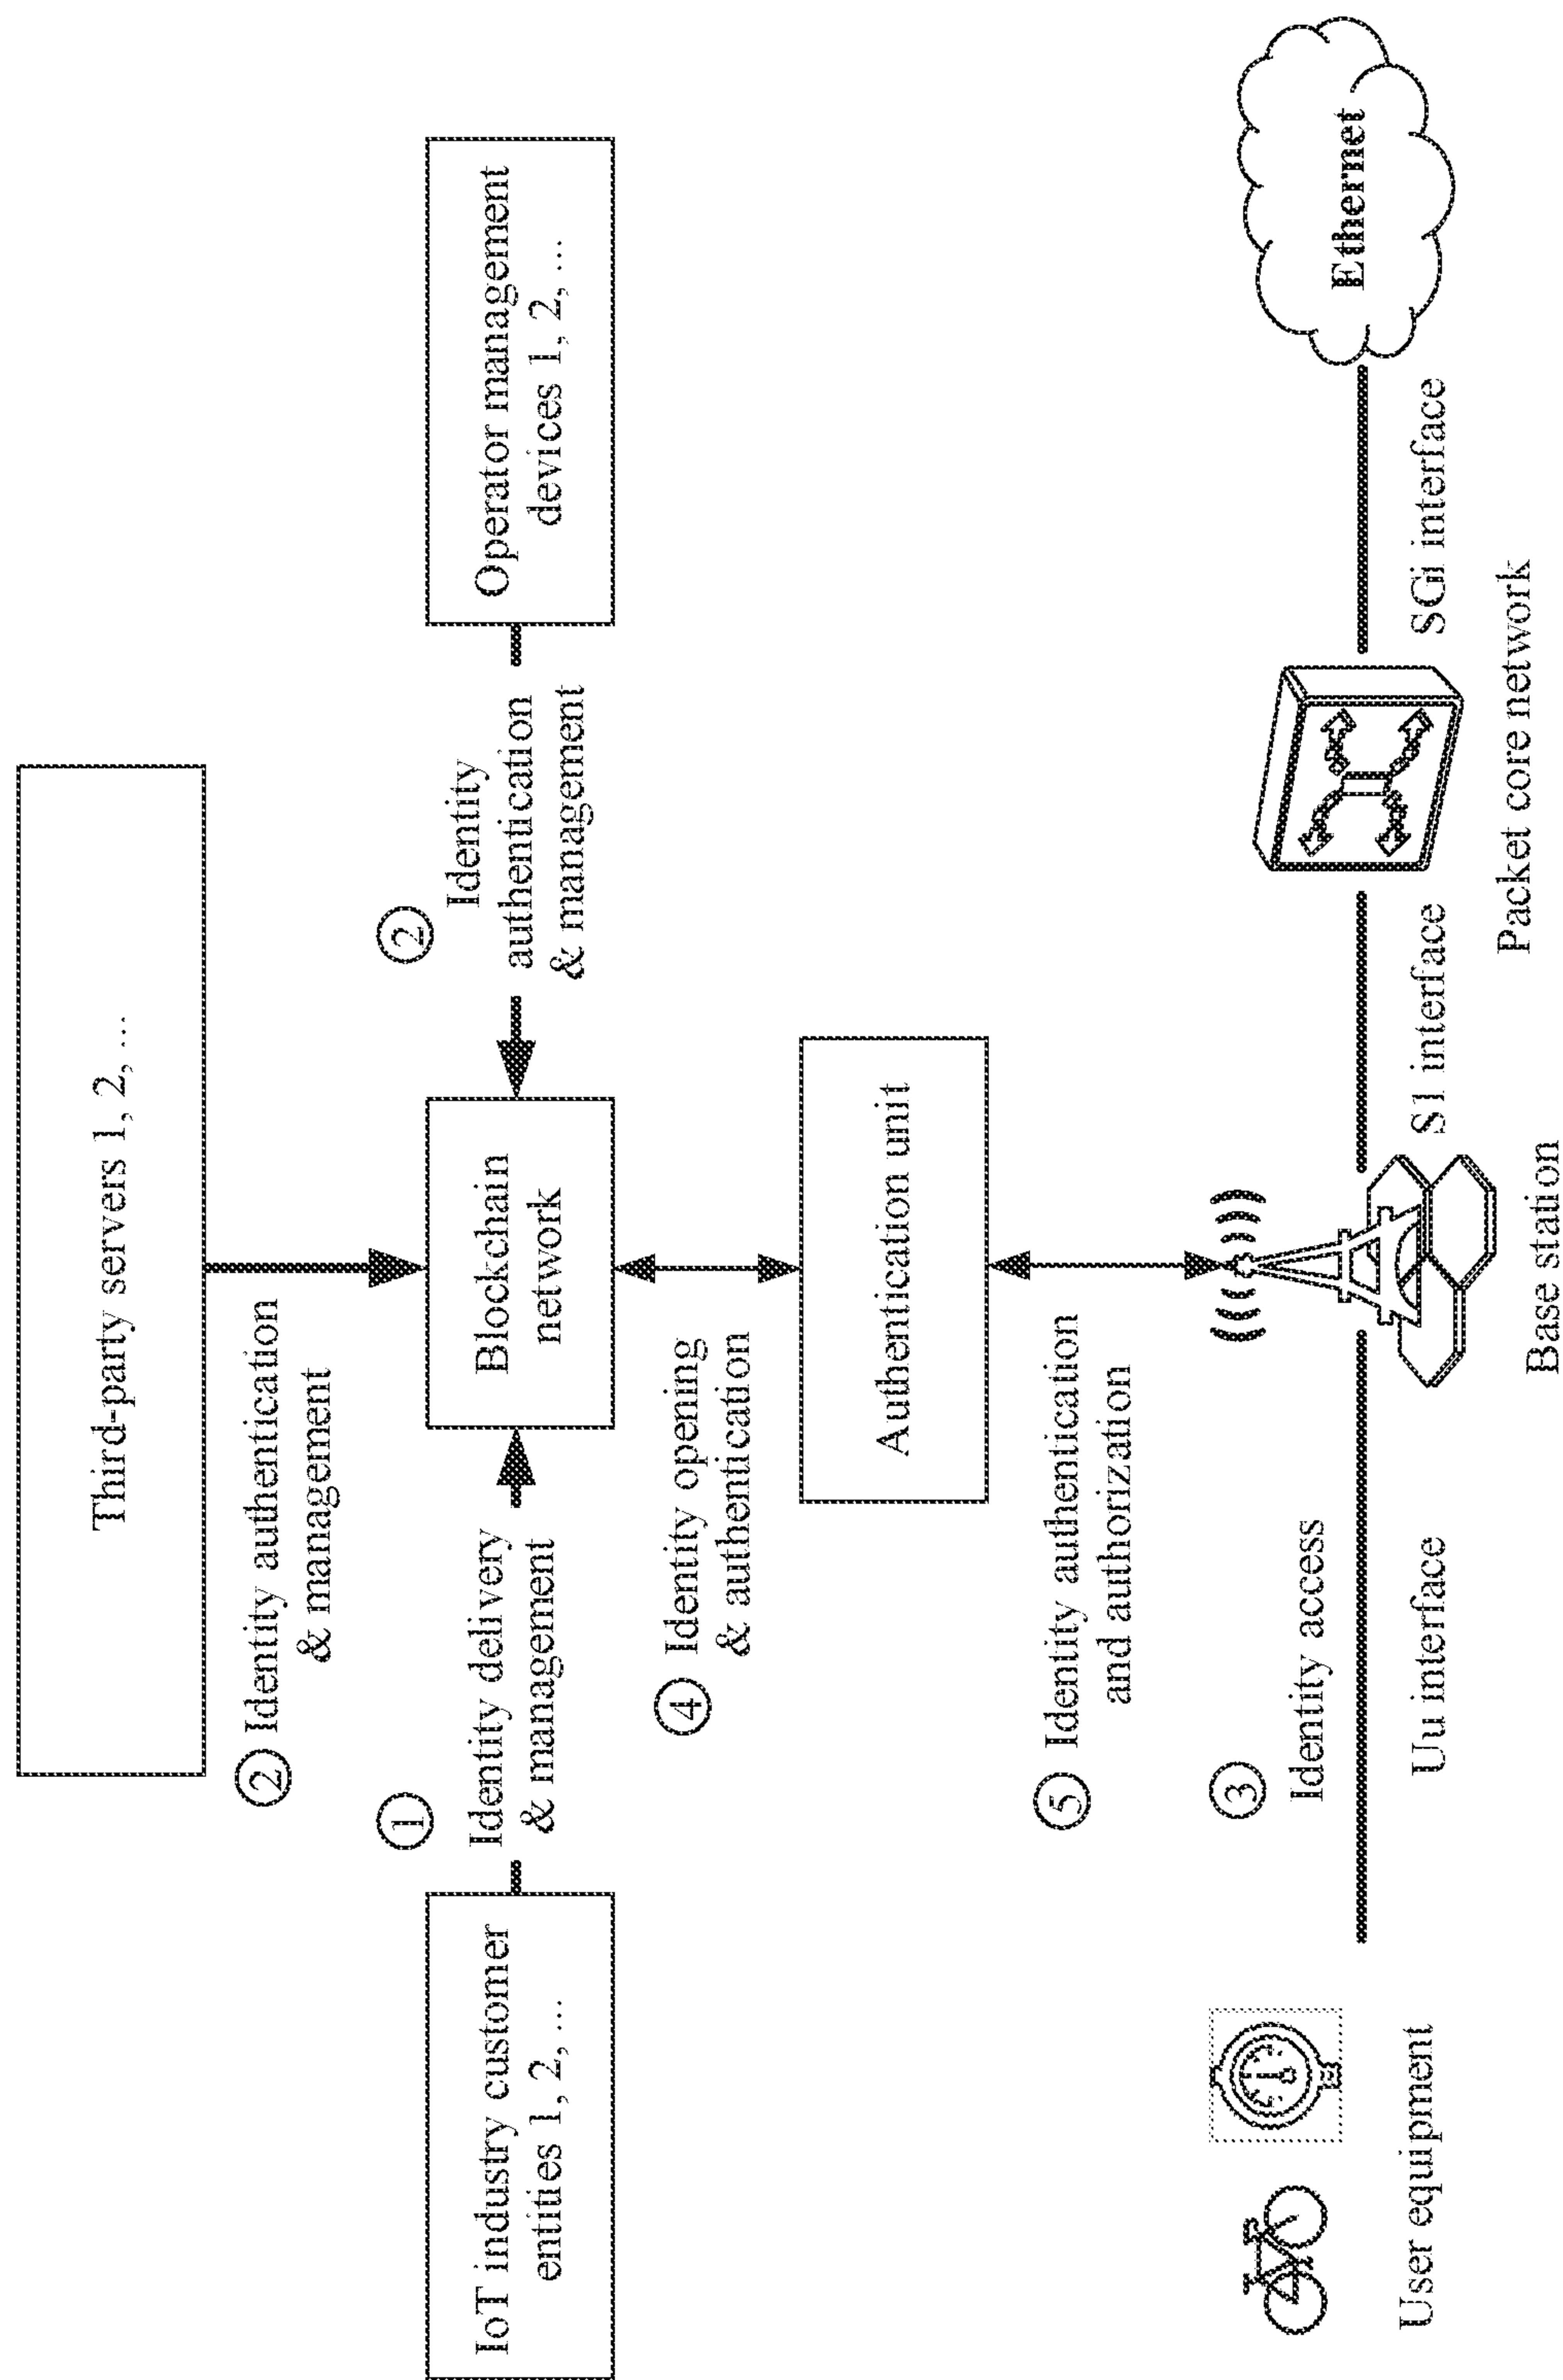 Third-party servers 1, 2, ...
② Identity authentication
& management
①
Identity delivery
& management
②
Identity
authentication
& management
IoT industry customer
entities 1, 2, ...
Blockchain
network
Operator management
devices 1, 2, ...
④ Identity opening
& authentication
Authentication unit
⑤ Identity authentication
and authorization
③
Identity access
Uu interface
S1 interface
SGi interface
Ethernet
User equipment
Base station
Packet core network